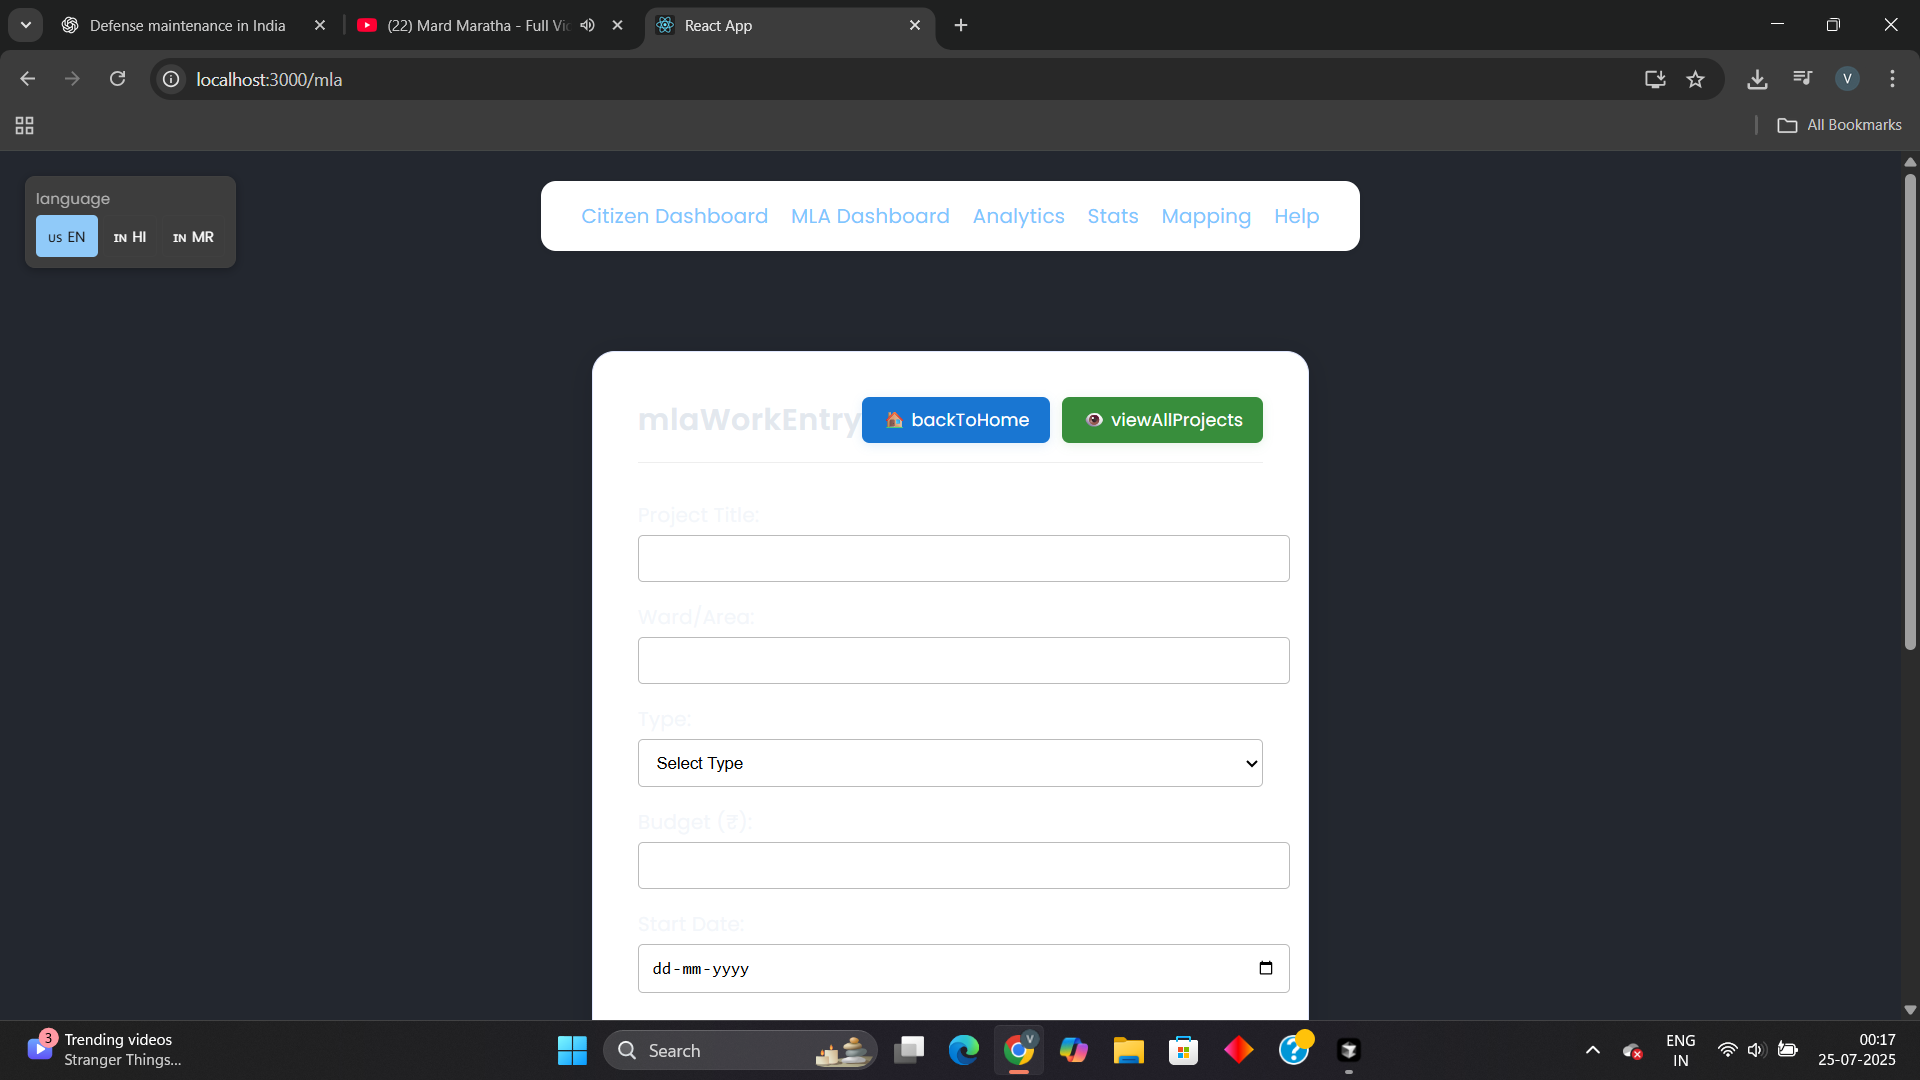 Defense maintenance in India
(22) Mard Maratha - Full Vi
React App
localhost:3000/mla
V
All Bookmarks
language
US EN
IN HI
IN MR
Citizen Dashboard
MLA Dashboard
Analytics
Stats
Mapping
Help
mlaWorkEntry
backToHome
viewAllProjects
Project Title:
Ward/Area:
Type:
Select Type
Budget (₹):
Start Date:
dd-mm-yyyy
3
Trending videos
Stranger Things...
Search
V
ENG
IN
00:17
25-07-2025